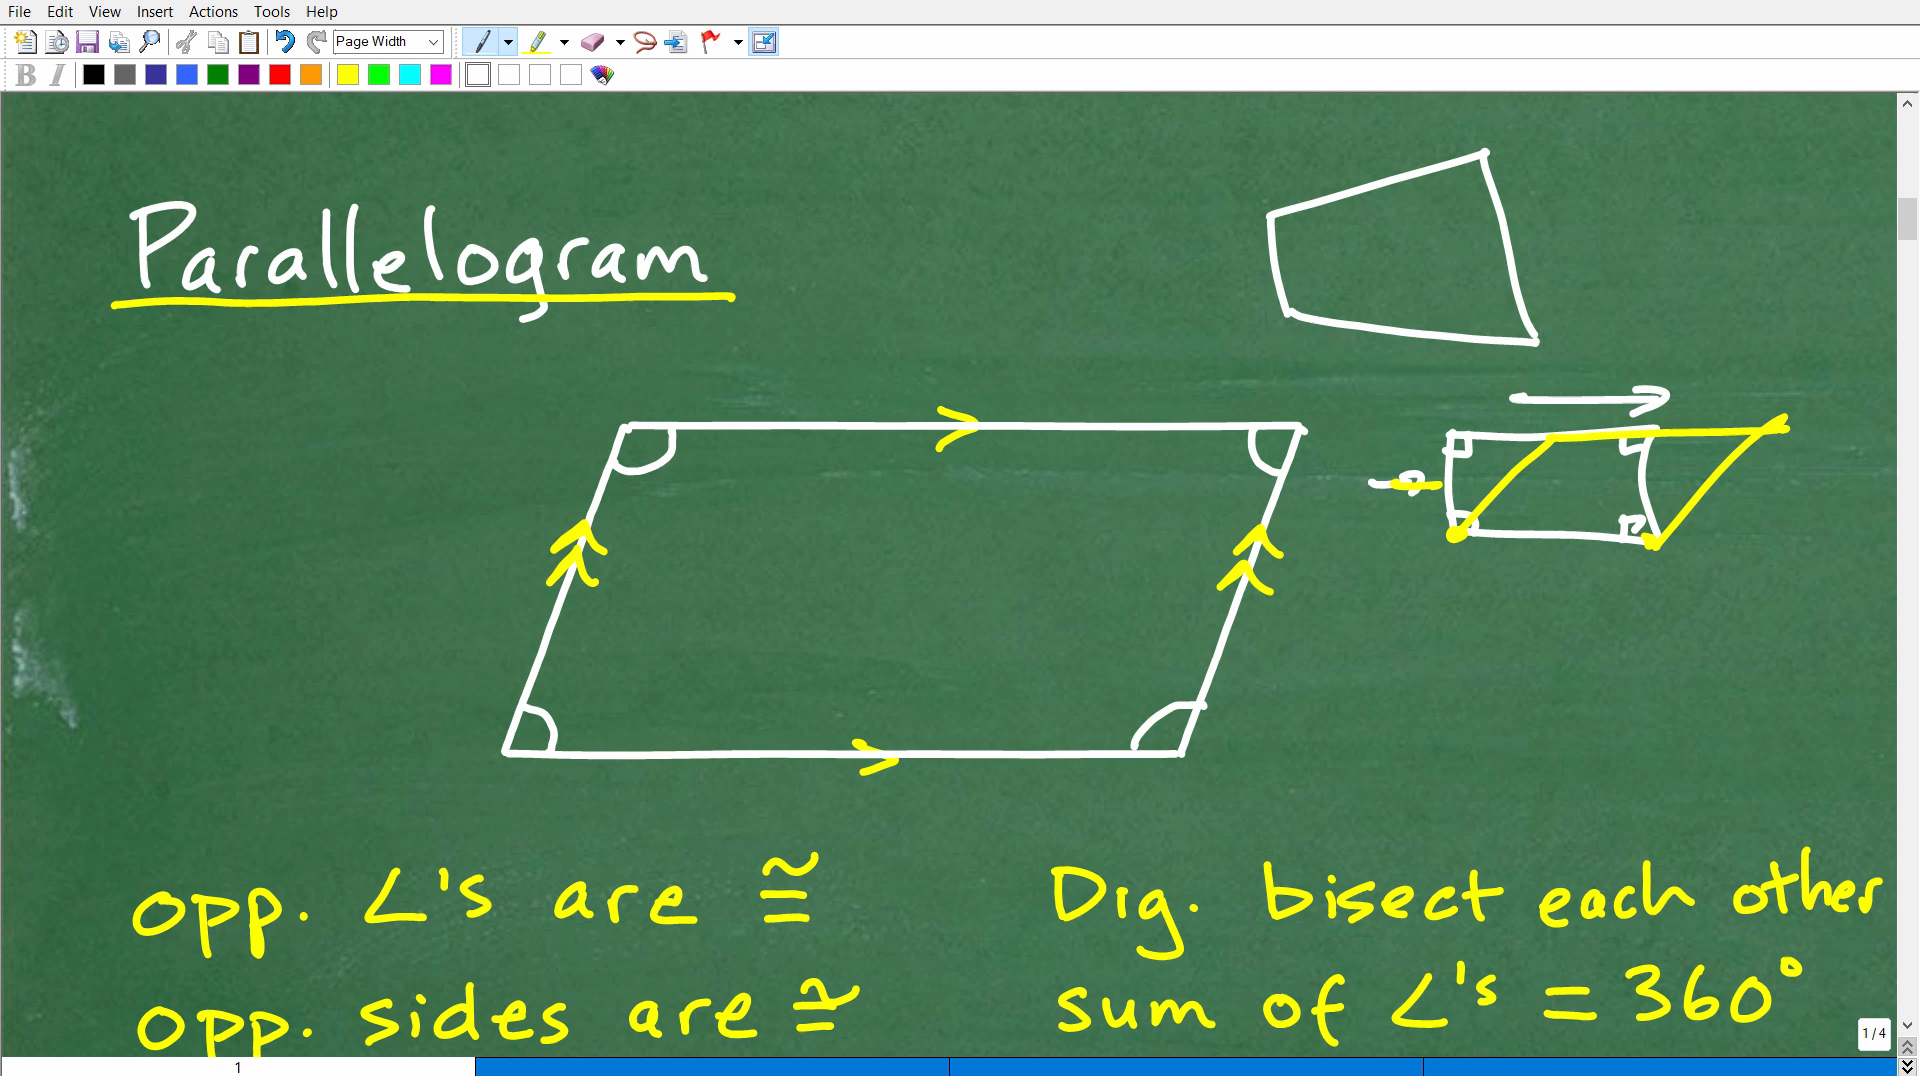 File Edit View Insert Actions Tools Help
Page Width
B I
Parallelogram
opp. ∠'s are ≅
opp. sides are ≅
Dig. bisect each other
sum of ∠'s = 360°
1 / 4
1